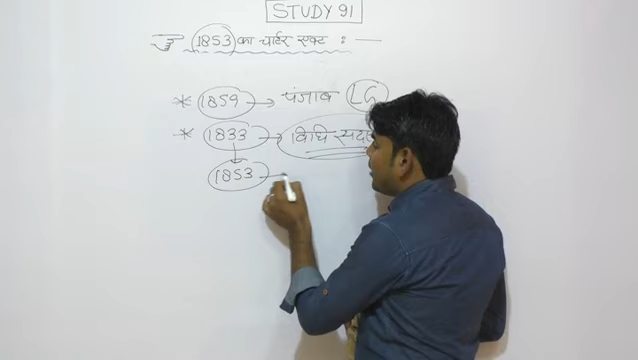 STUDY 91
1853 का चार्टर एक्ट : —
* 1859 → पंजाब LG
* 1833 → विधि सदस्
1853 —